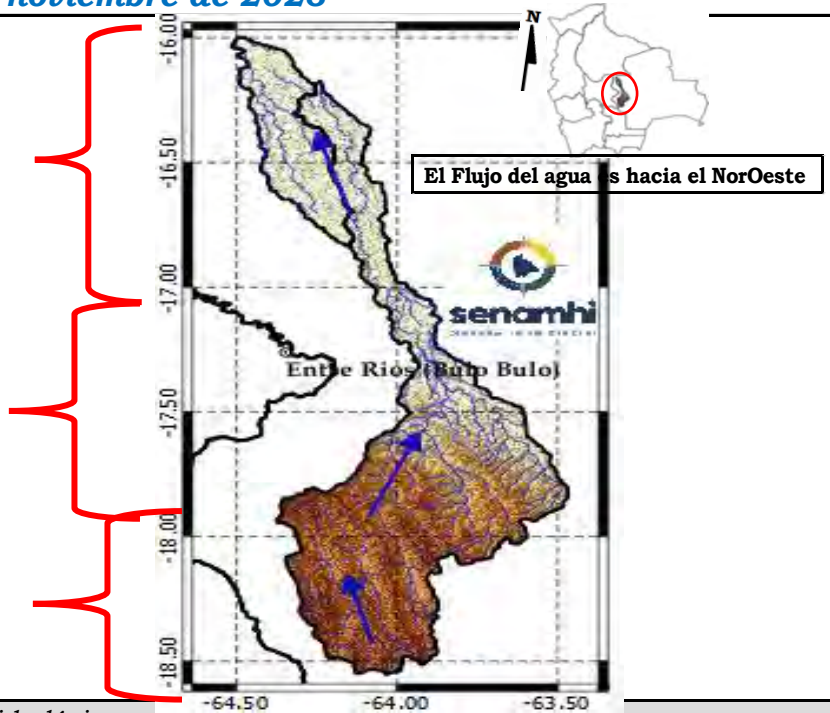 noviembre de 2023
N
El Flujo del agua es hacia el NorOeste
-16.00
-16.50
-17.00
senamhi
Entre Rios (Bulo Bulo)
-17.50
-18.00
-18.50
-64.50 -64.00 -63.50